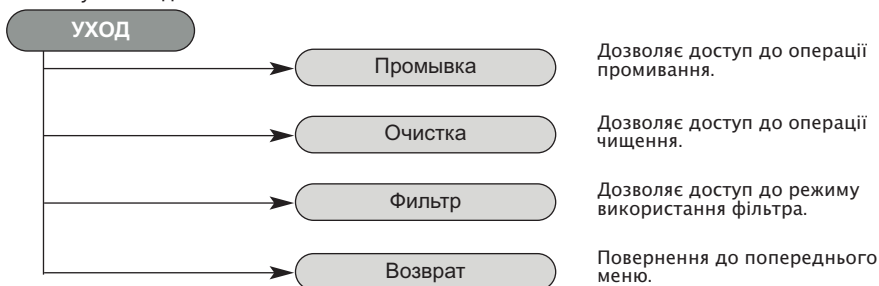 УХОД
Промывка
Дозволяє доступ до операції
промивання.
Очистка
Дозволяє доступ до операції
чищення.
Фильтр
Дозволяє доступ до режиму
використання фільтра.
Возврат
Повернення до попереднього
меню.